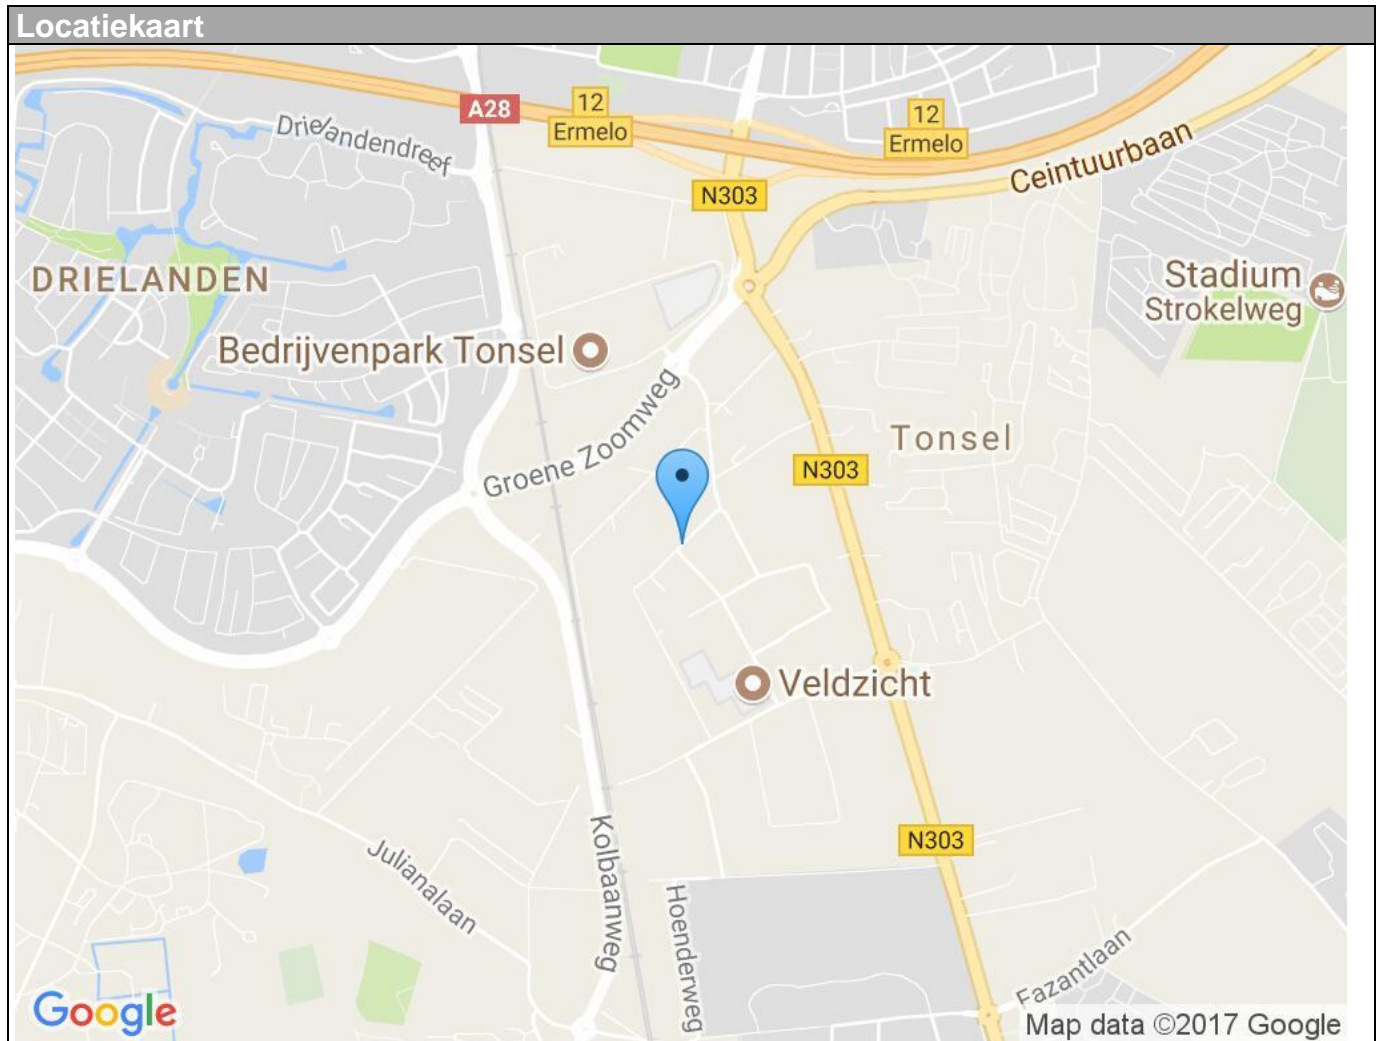 Locatiekaart
A28
12
Ermelo
12
Ermelo
Drielandendreef
Ceintuurbaan
N303
DRIELANDEN
Stadium
Strokelweg
Bedrijvenpark Tonsel
Groene Zoomweg
Tonsel
N303
Veldzicht
N303
Julianalaan
Kolbaanweg
Hoenderweg
Fazantlaan
Google
Map data ©2017 Google